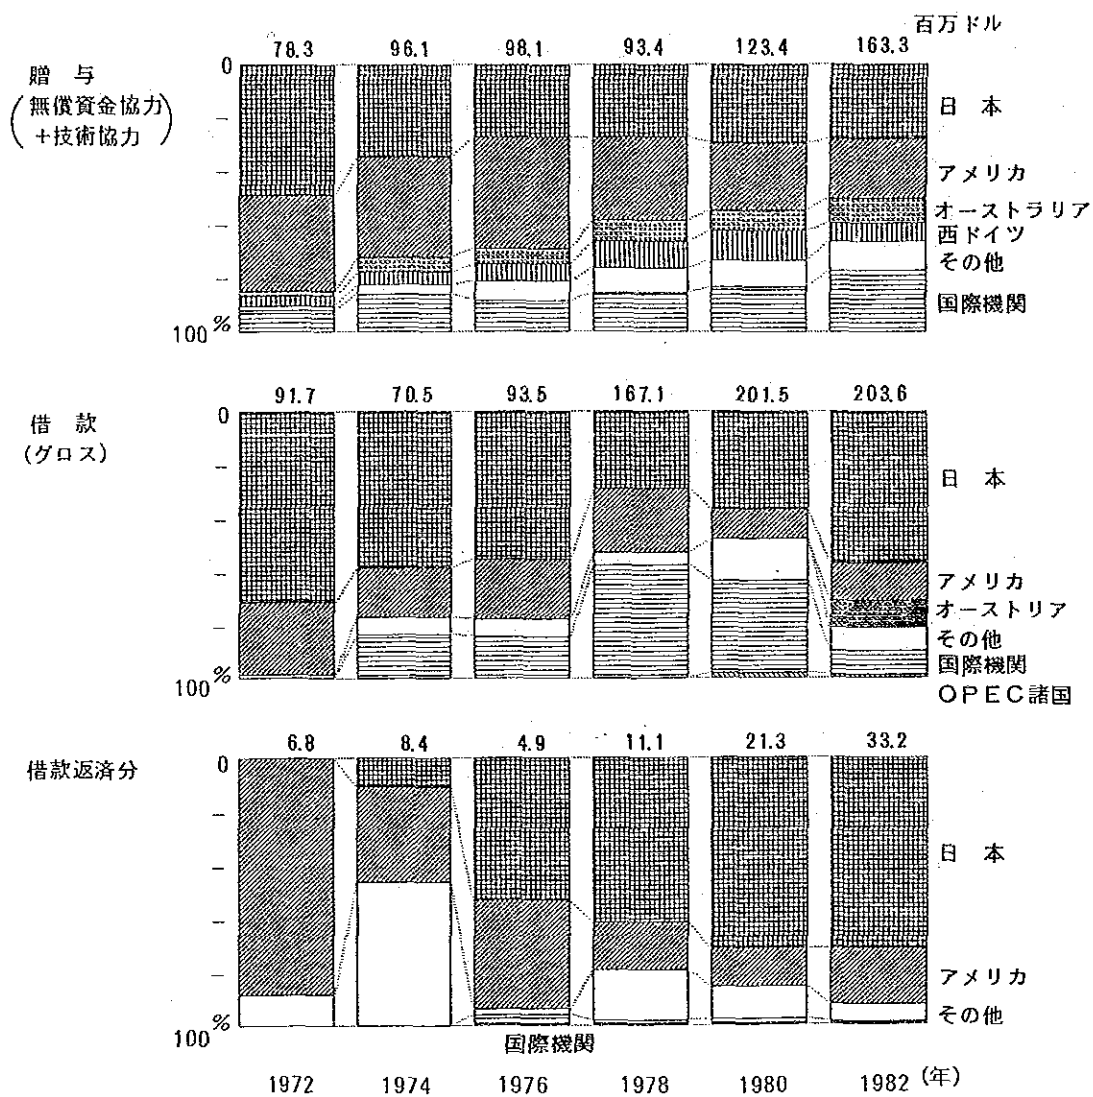 百万ドル
78.3 96.1 98.1 93.4 123.4 163.3
贈 与
(無償資金協力
+技術協力)
0
100%
日 本
アメリカ
オーストラリア
西ドイツ
その他
国際機関
91.7 70.5 93.5 167.1 201.5 203.6
借 款
(グロス)
0
100%
日 本
アメリカ
オーストリア
その他
国際機関
OPEC諸国
6.8 8.4 4.9 11.1 21.3 33.2
借款返済分
0
100%
日 本
アメリカ
その他
国際機関
1972 1974 1976 1978 1980 1982 (年)